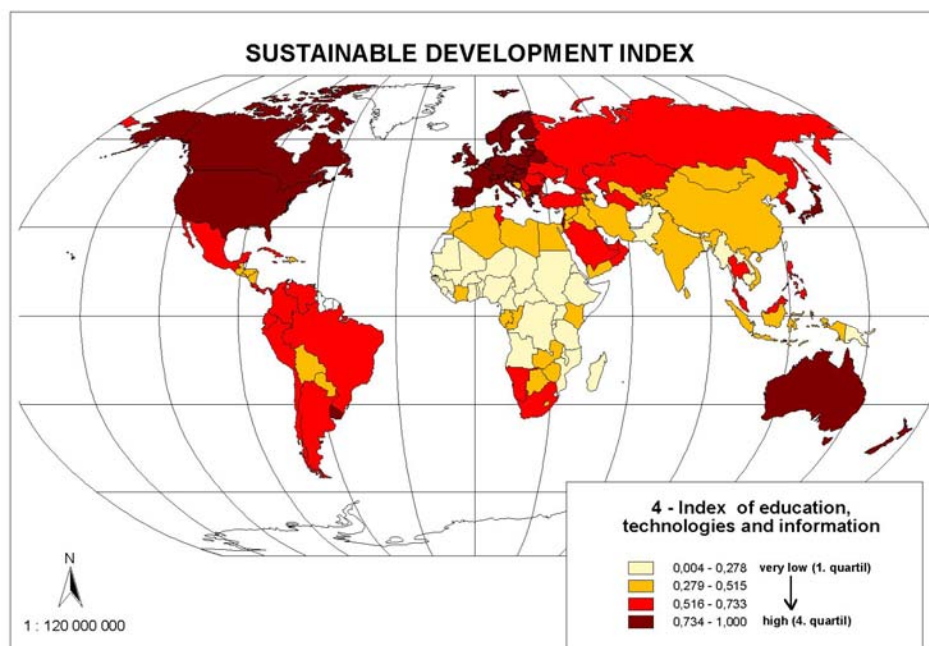 SUSTAINABLE DEVELOPMENT INDEX
4 - Index of education,
technologies and information
0,004 - 0,278 very low (1. quartil)
0,279 - 0,515
0,516 - 0,733
0,734 - 1,000 high (4. quartil)
N
1 : 120 000 000